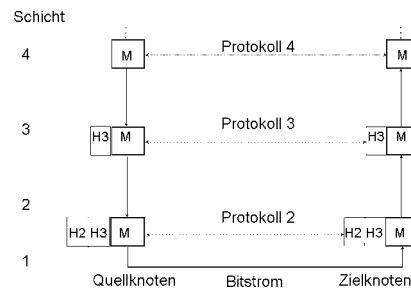 Schicht
4 M Protokoll 4 M
3 H3 M Protokoll 3 H3 M
2
H2 H3 M Protokoll 2 H2 H3 M
1
Quellknoten Bitstrom Zielknoten